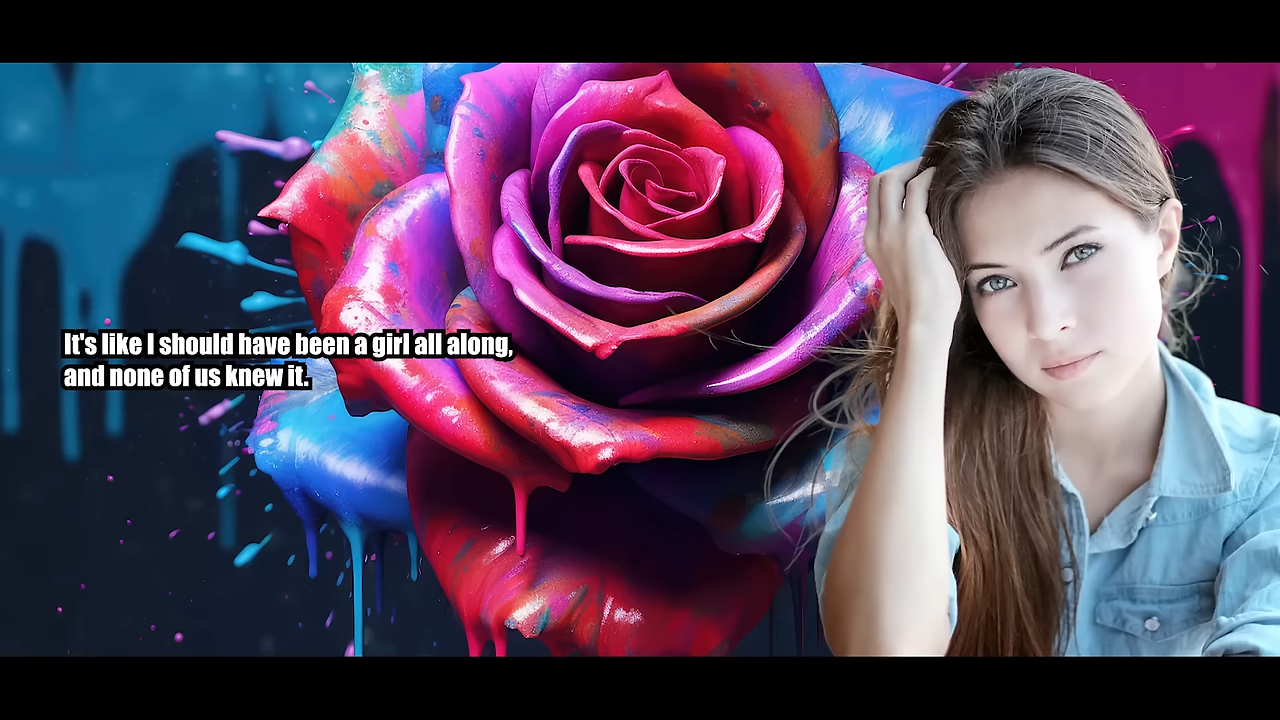 It's like I should have been a girl all along,
and none of us knew it.